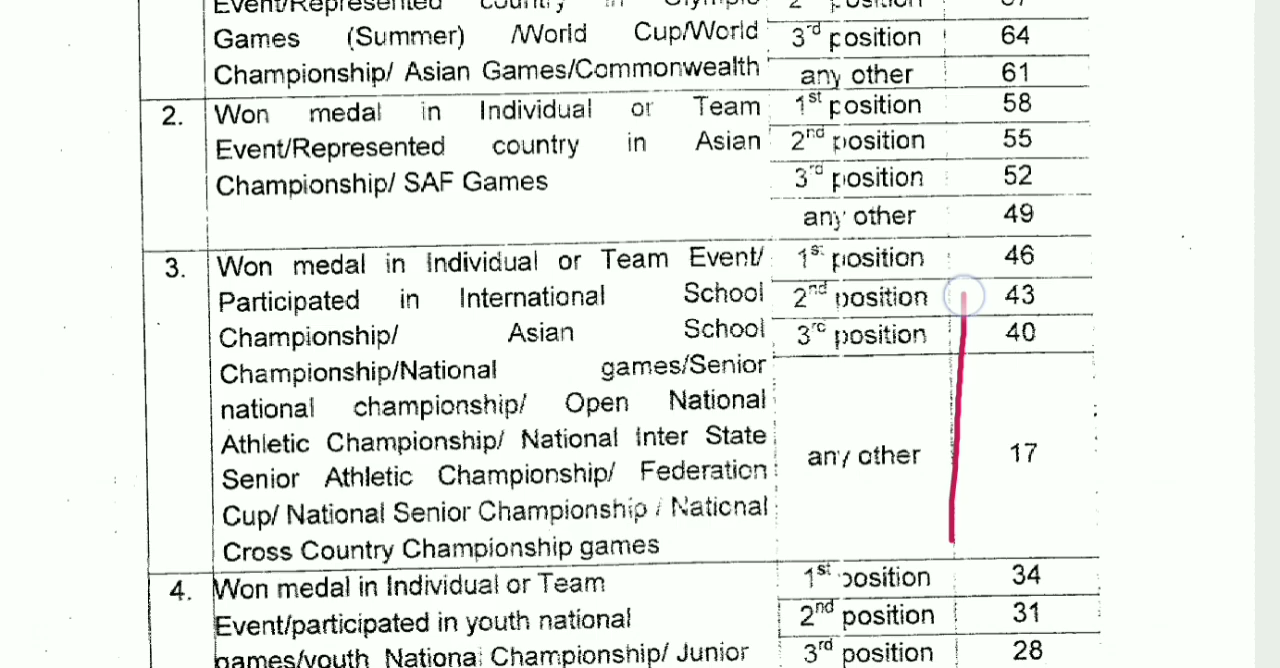 Event/Represented country in Olympic 2nd position
Games (Summer) /World Cup/World 3rd position 64
Championship/ Asian Games/Commonwealth any other 61
2. Won medal in Individual or Team 1st position 58
Event/Represented country in Asian 2nd position 55
Championship/ SAF Games 3rd position 52
any other 49
3. Won medal in Individual or Team Event/ 1st position 46
Participated in International School 2nd position 43
Championship/ Asian School 3rd position 40
Championship/National games/Senior
national championship/ Open National
Athletic Championship/ National Inter State any other 17
Senior Athletic Championship/ Federation
Cup/ National Senior Championship / National
Cross Country Championship games
4. Won medal in Individual or Team 1st position 34
Event/participated in youth national 2nd position 31
games/youth National Championship/ Junior 3rd position 28